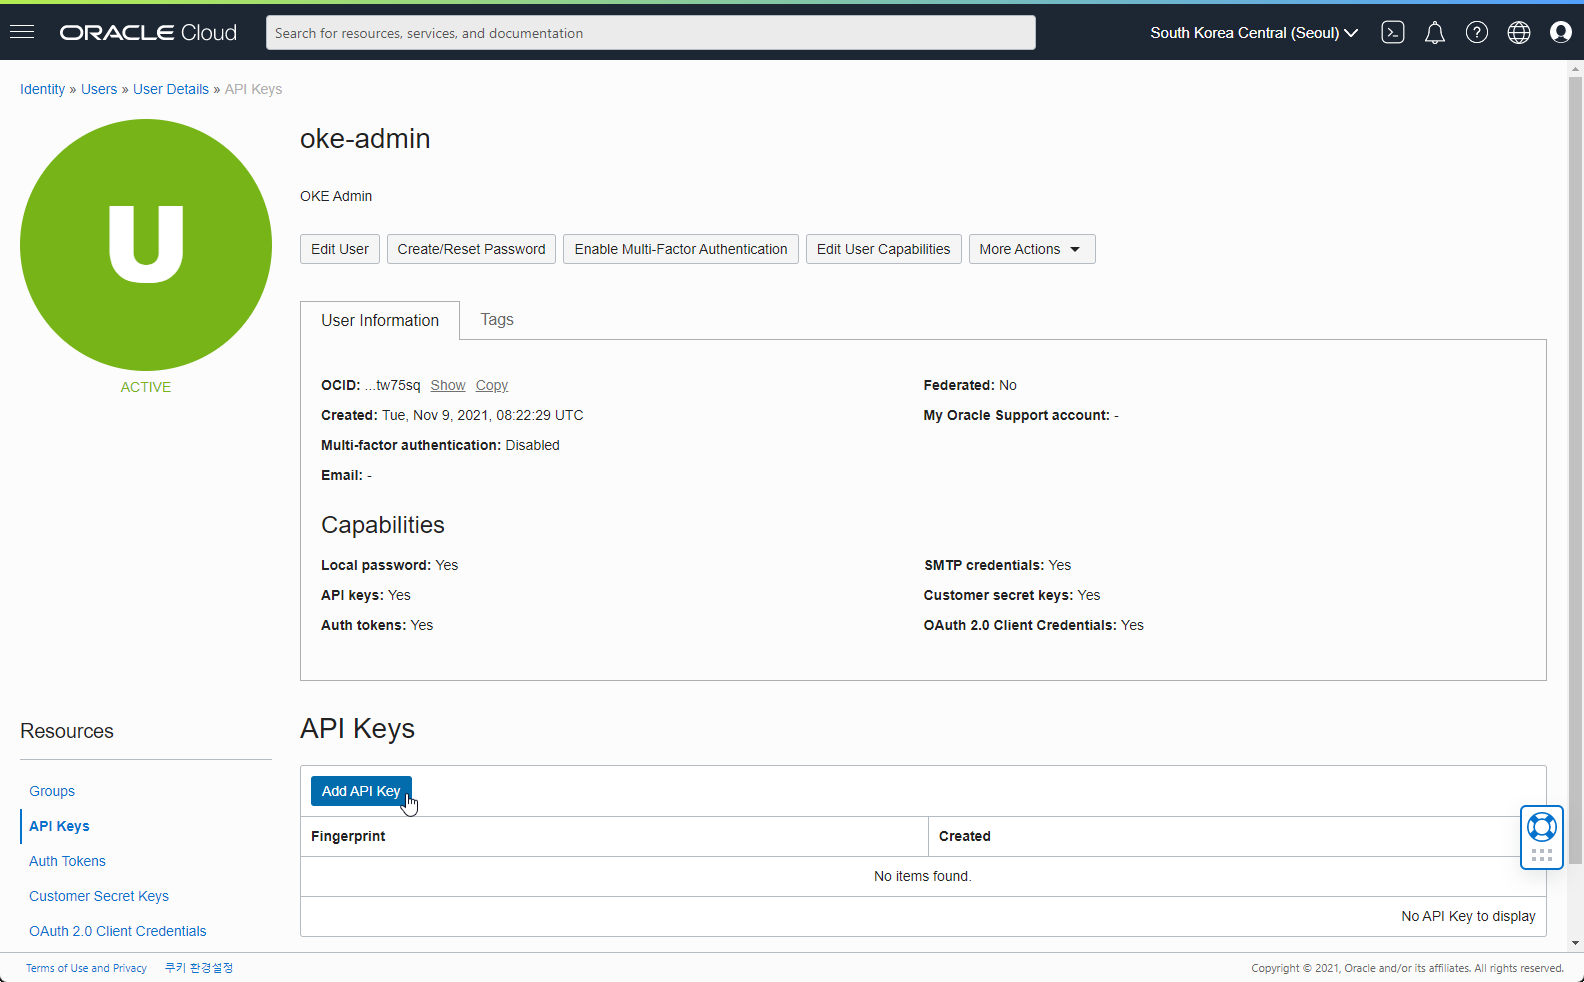 ORACLE Cloud
Search for resources, services, and documentation
South Korea Central (Seoul)
Identity » Users » User Details » API Keys
U
ACTIVE
oke-admin
OKE Admin
Edit User
Create/Reset Password
Enable Multi-Factor Authentication
Edit User Capabilities
More Actions
User Information
Tags
OCID: ...tw75sq Show Copy
Created: Tue, Nov 9, 2021, 08:22:29 UTC
Multi-factor authentication: Disabled
Email: -
Federated: No
My Oracle Support account: -
Capabilities
Local password: Yes
API keys: Yes
Auth tokens: Yes
SMTP credentials: Yes
Customer secret keys: Yes
OAuth 2.0 Client Credentials: Yes
Resources
Groups
API Keys
Auth Tokens
Customer Secret Keys
OAuth 2.0 Client Credentials
API Keys
Add API Key
Fingerprint
Created
No items found.
No API Key to display
Terms of Use and Privacy
쿠키 환경설정
Copyright © 2021, Oracle and/or its affiliates. All rights reserved.